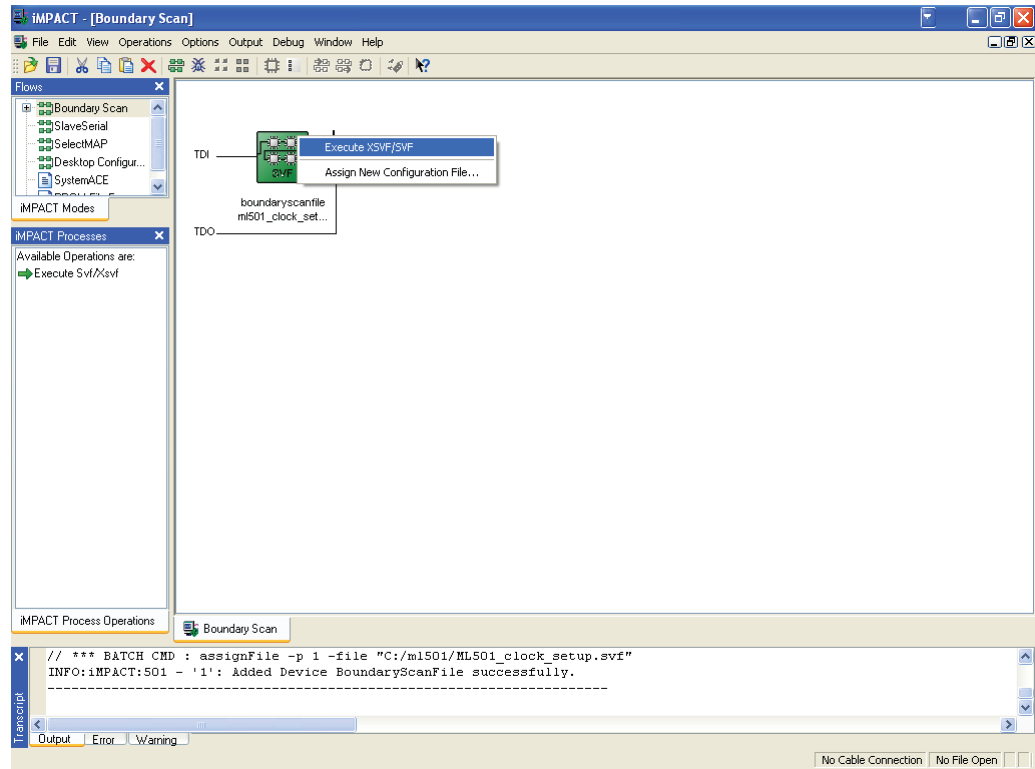 iMPACT - [Boundary Scan]
File Edit View Operations Options Output Debug Window Help
Flows
Boundary Scan
SlaveSerial
SelectMAP
Desktop Configur...
SystemACE
iMPACT Modes
iMPACT Processes
Available Operations are:
Execute Svf/Xsvf
iMPACT Process Operations
TDI
SVF
Execute XSVF/SVF
Assign New Configuration File...
boundaryscanfile
ml501_clock_set...
TDO
Boundary Scan
// *** BATCH CMD : assignFile -p 1 -file "C:/ml501/ML501_clock_setup.svf"
INFO:iMPACT:501 - '1': Added Device BoundaryScanFile successfully.
----------------------------------------------------------------------
Transcript
Output Error Warning
No Cable Connection No File Open